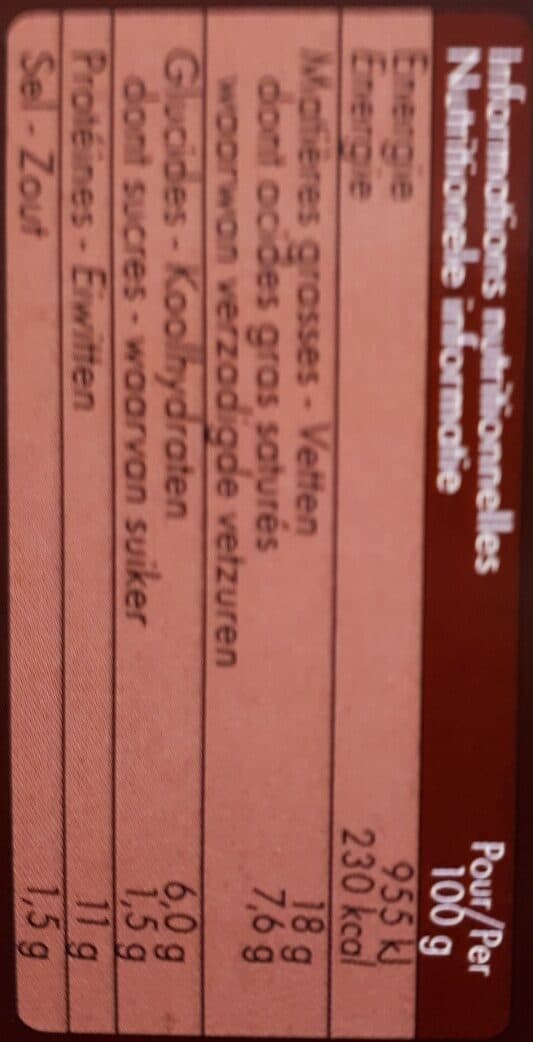 Informations nutritionnelles
Nutritionele informatie
Pour/Per
100 g
Energie 955 kJ
Energie 230 kcal
Matières grasses - Vetten 18 g
dont acides gras saturés 7,6 g
waarvan verzadigde vetzuren
Glucides - Koolhydraten 6,0 g
dont sucres - waarvan suiker 1,5 g
Protéines - Eiwitten 11 g
Sel - Zout 1,5 g